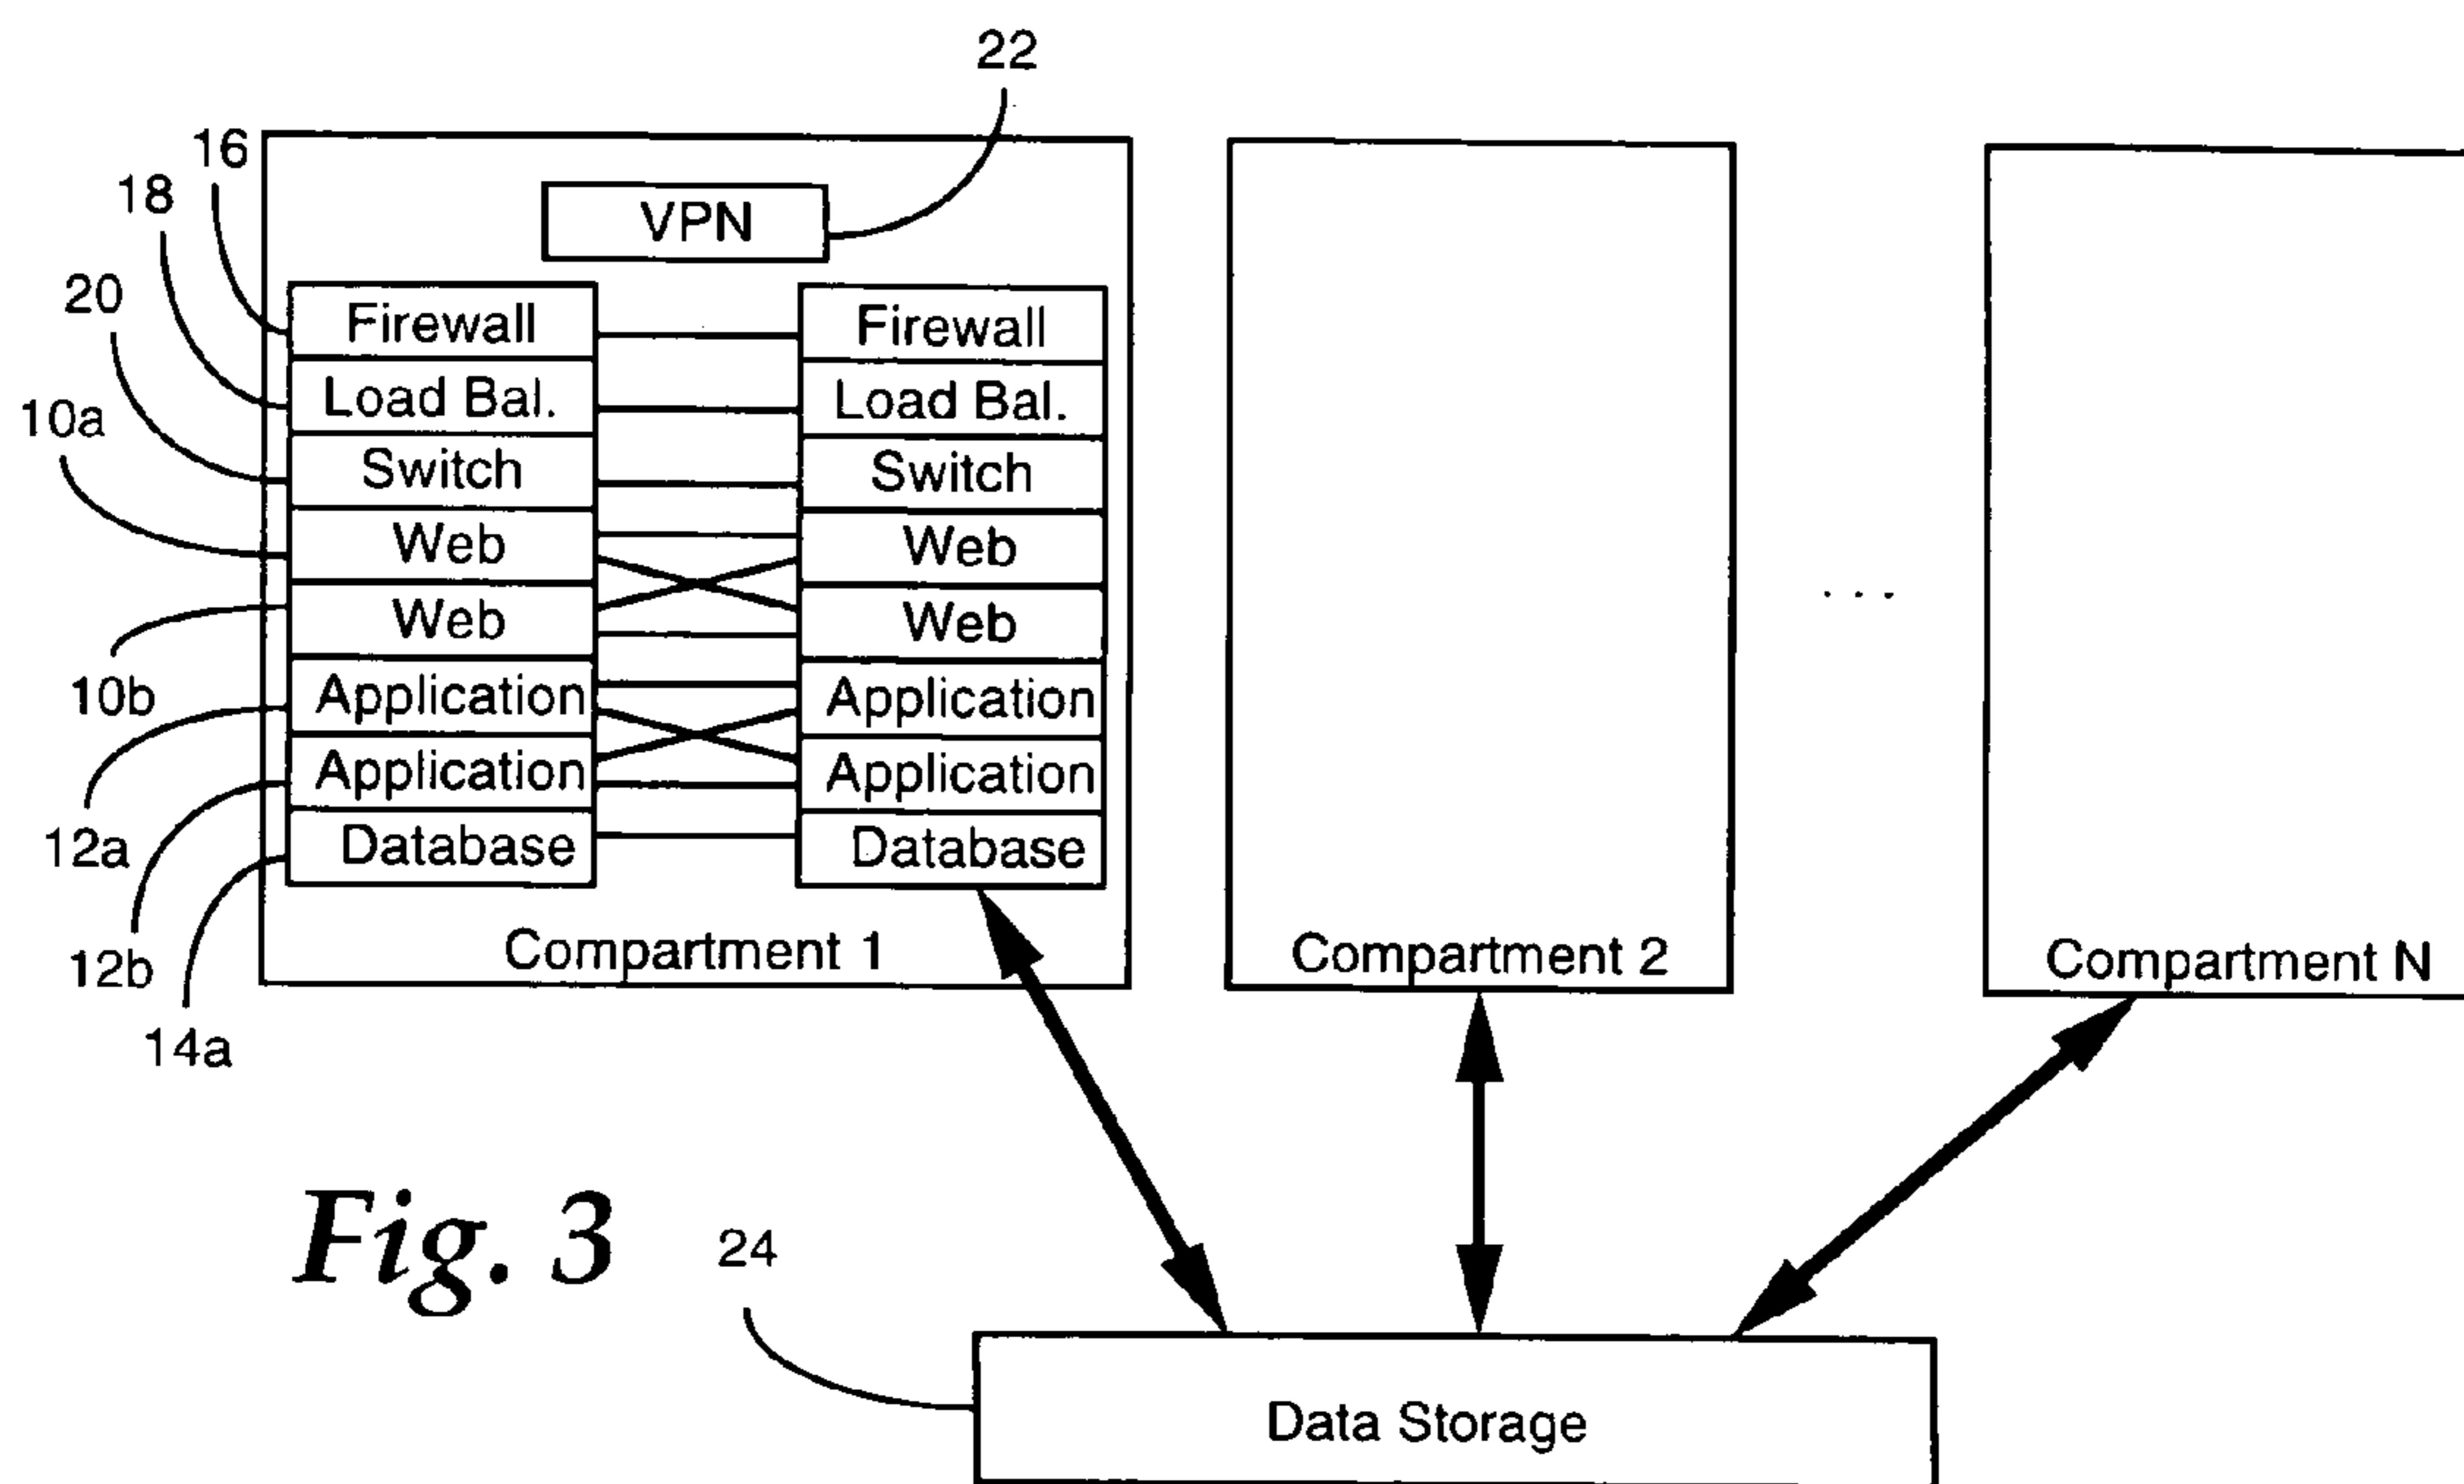 22
16
18
VPN
20
Firewall Firewall
Load Bal. Load Bal.
10a
Switch Switch
Web Web
. . .
Web Web
10b
Application Application
Application Application
12a
Database Database
12b
Compartment 1 Compartment 2 Compartment N
14a
Fig. 3
24
Data Storage